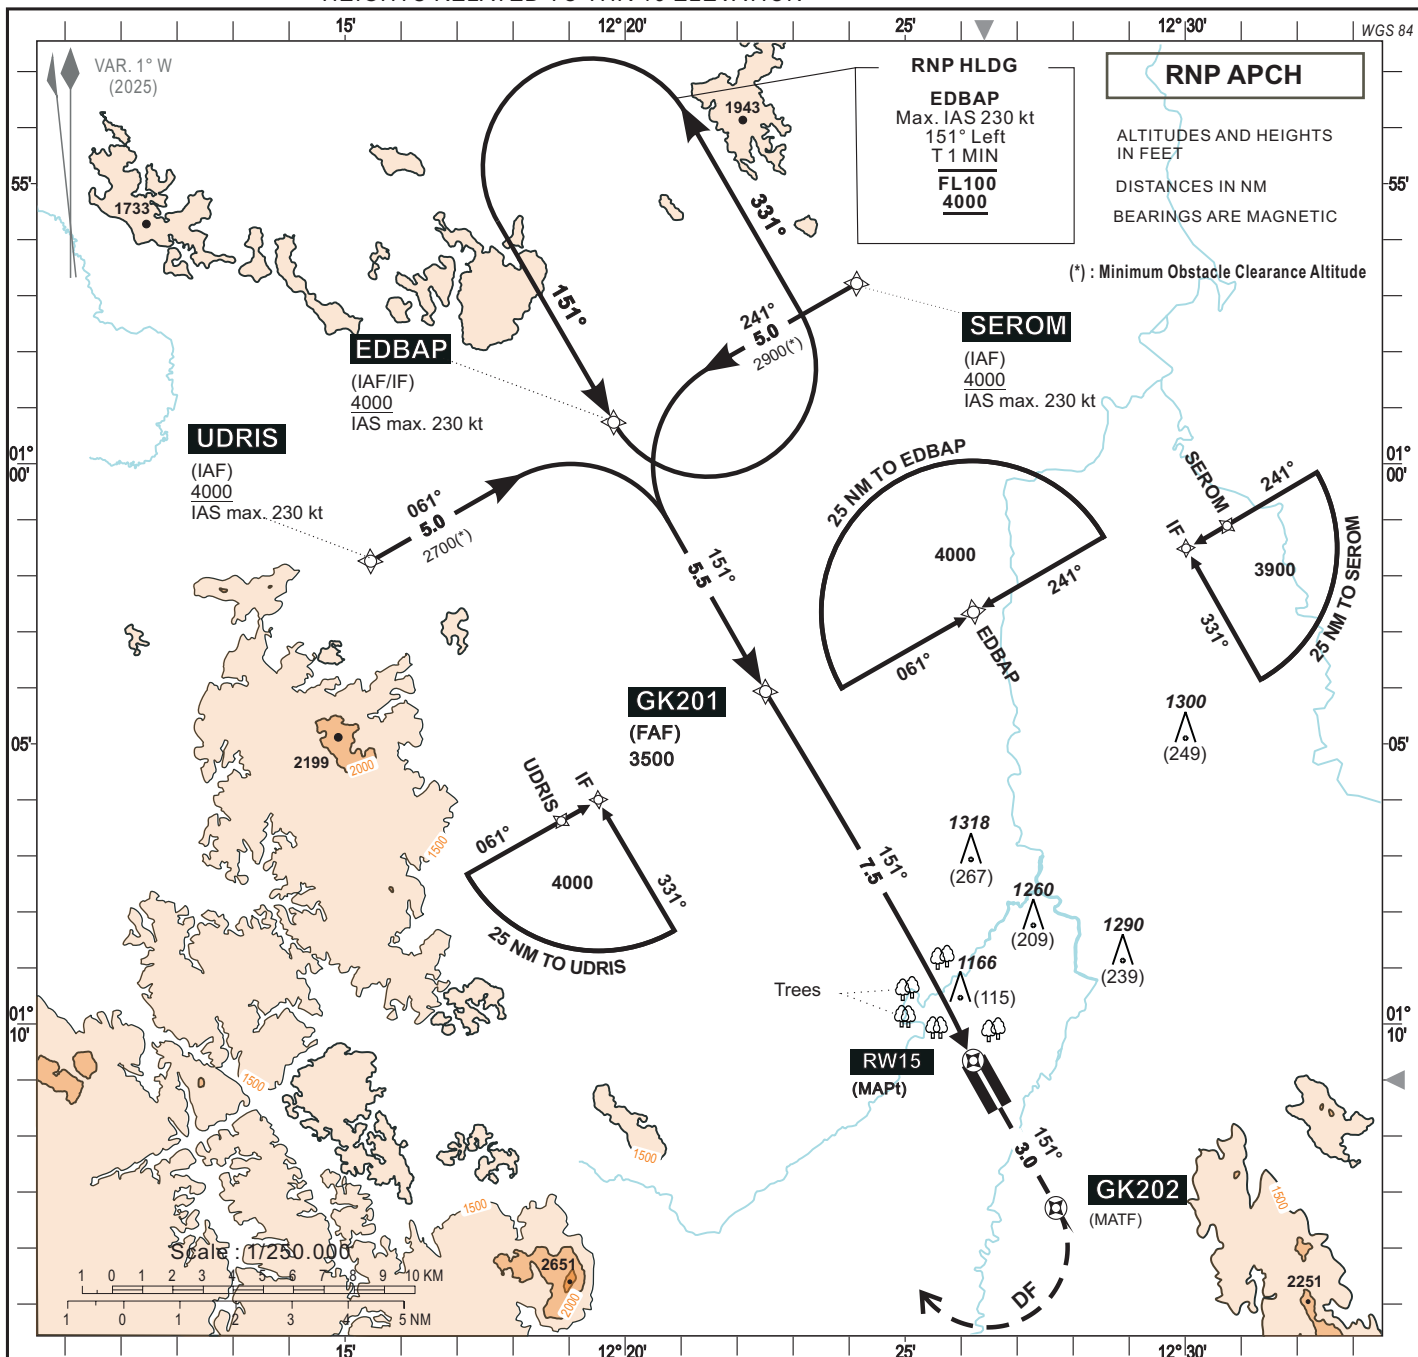 15'
12°20'
25'
12°30'
WGS 84
VAR. 1° W
(2025)
RNP HLDG
EDBAP
Max. IAS 230 kt
151° Left
T 1 MIN
FL100
4000
RNP APCH
ALTITUDES AND HEIGHTS
IN FEET
DISTANCES IN NM
BEARINGS ARE MAGNETIC
(*) : Minimum Obstacle Clearance Altitude
1943
1733
55'
55'
331°
151°
241°
5.0
2900(*)
EDBAP
(IAF/IF)
4000
IAS max. 230 kt
SEROM
(IAF)
4000
IAS max. 230 kt
UDRIS
(IAF)
4000
IAS max. 230 kt
01°
00'
01°
00'
061°
5.0
2700(*)
151°
5.5
25 NM TO EDBAP
4000
241°
061°
EDBAP
SEROM
241°
IF
3900
331°
25 NM TO SEROM
GK201
(FAF)
3500
05'
05'
2199
2000
1500
UDRIS
IF
061°
4000
331°
25 NM TO UDRIS
1300
(249)
1318
(267)
151°
7.5
1260
(209)
1290
(239)
1166
(115)
Trees
01°
10'
01°
10'
RW15
(MAPt)
1500
1500
151°
3.0
GK202
(MATF)
1500
1500
DF
2651
2000
2251
Scale : 1/250.000
1 0 1 2 3 4 5 6 7 8 9 10 KM
1 0 1 2 3 4 5 NM
15'
12°20'
25'
12°30'